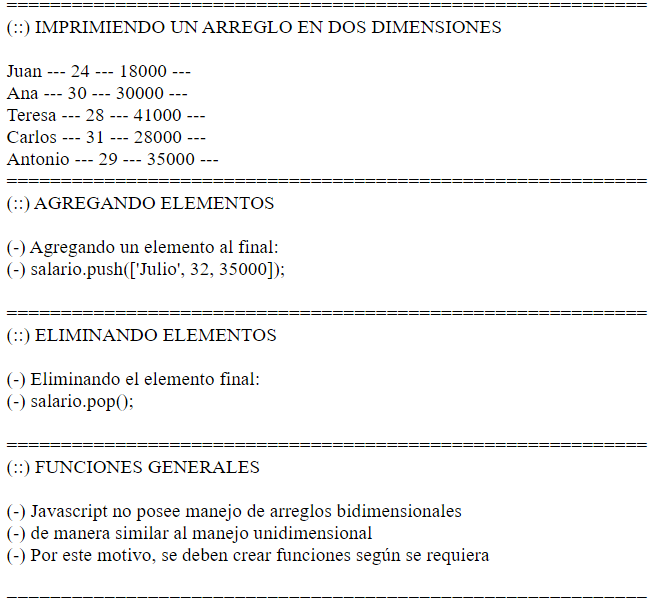 ============================================================
(::) IMPRIMIENDO UN ARREGLO EN DOS DIMENSIONES
Juan --- 24 --- 18000 ---
Ana --- 30 --- 30000 ---
Teresa --- 28 --- 41000 ---
Carlos --- 31 --- 28000 ---
Antonio --- 29 --- 35000 ---
============================================================
(::) AGREGANDO ELEMENTOS
(-) Agregando un elemento al final:
(-) salario.push(['Julio', 32, 35000]);
============================================================
(::) ELIMINANDO ELEMENTOS
(-) Eliminando el elemento final:
(-) salario.pop();
============================================================
(::) FUNCIONES GENERALES
(-) Javascript no posee manejo de arreglos bidimensionales
(-) de manera similar al manejo unidimensional
(-) Por este motivo, se deben crear funciones según se requiera
============================================================